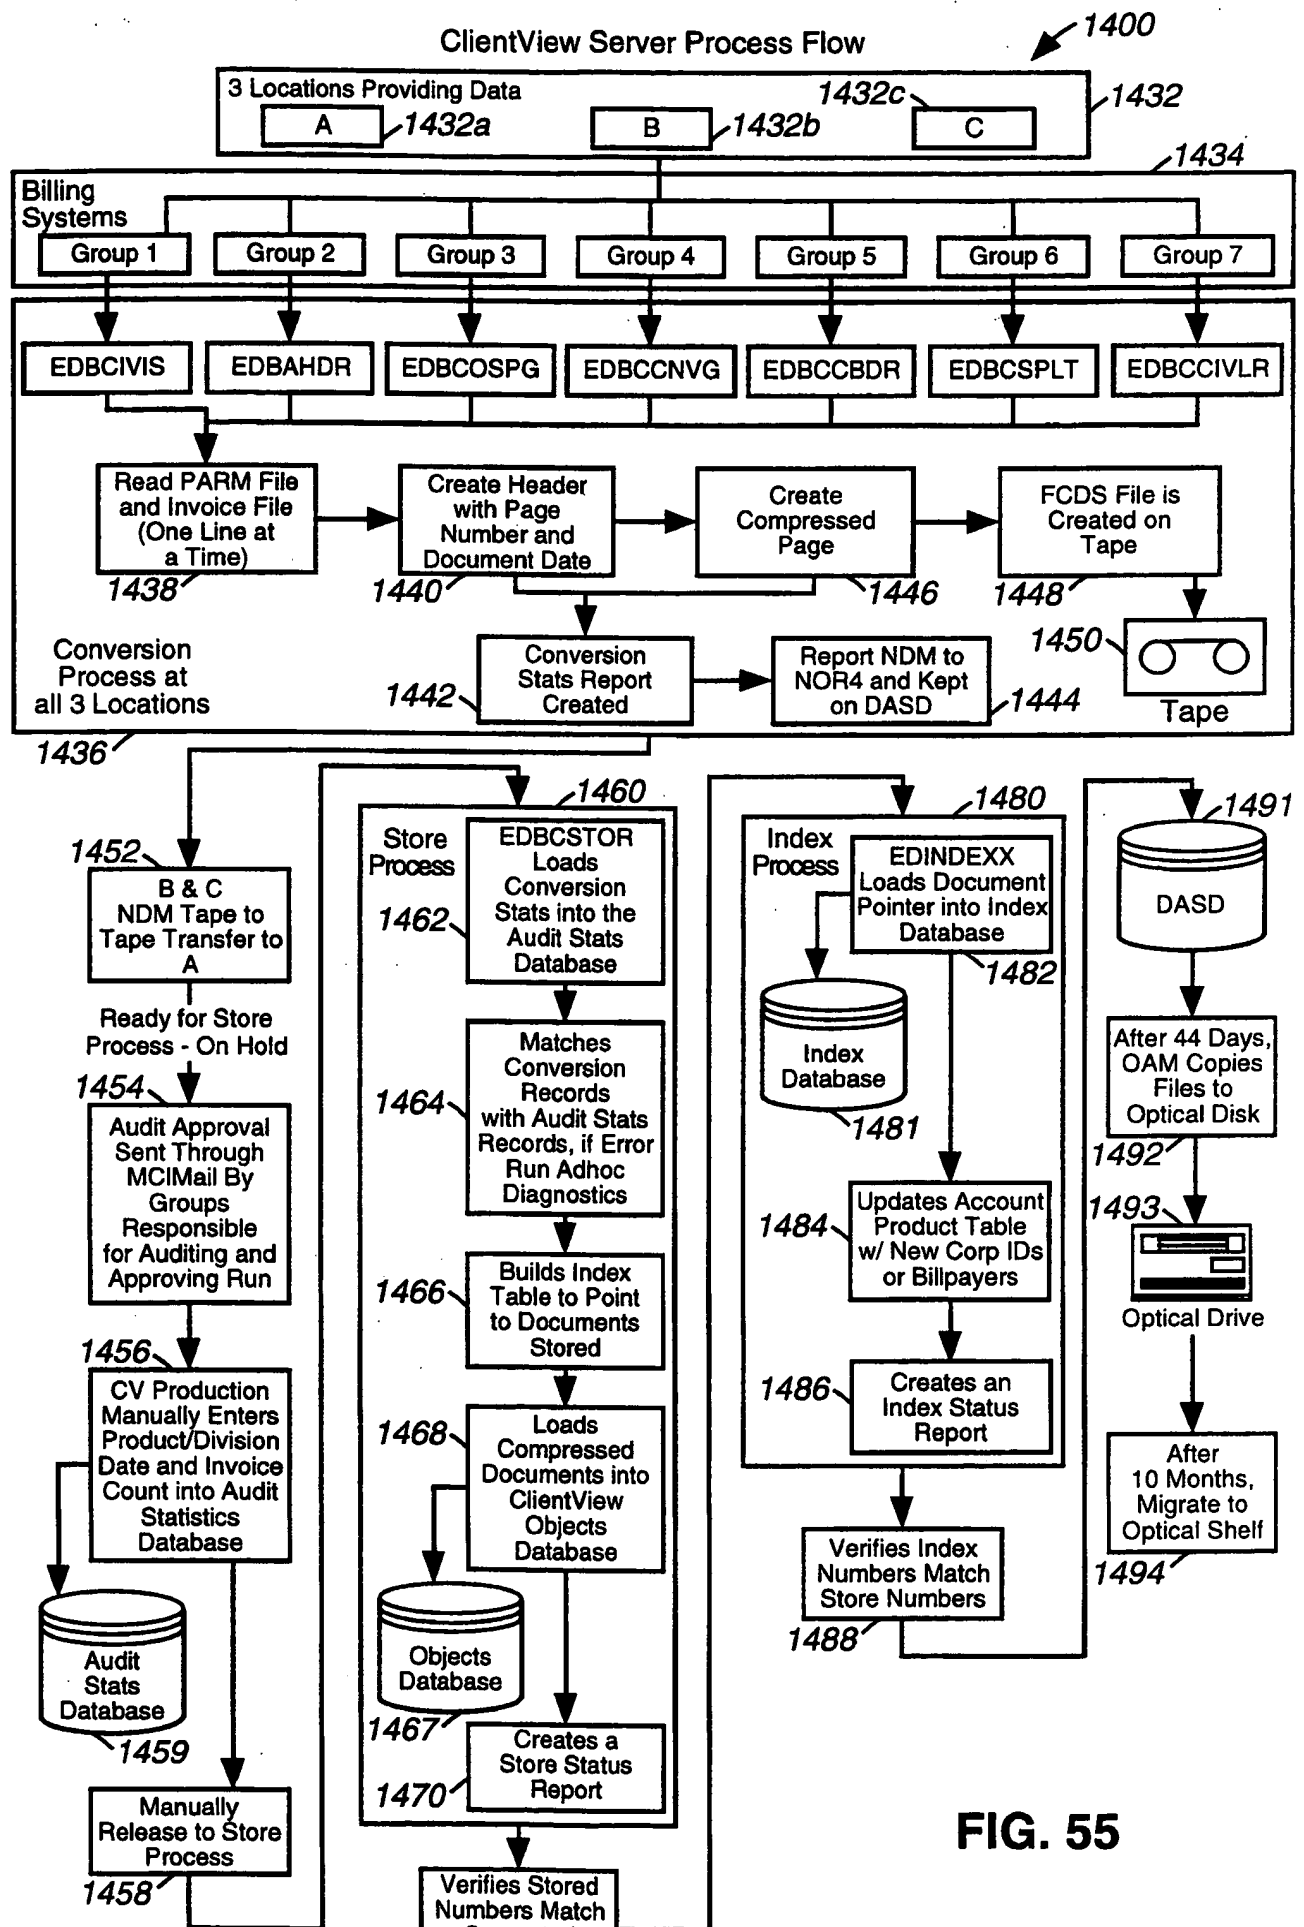 ClientView Server Process Flow
1400
3 Locations Providing Data
1432c
1432
A
1432a
B
1432b
C
1434
Billing
Systems
Group 1
Group 2
Group 3
Group 4
Group 5
Group 6
Group 7
EDBCIVIS
EDBAHDR
EDBCOSPG
EDBCCNVG
EDBCCBDR
EDBCSPLT
EDBCCIVLR
Read PARM File
and Invoice File
(One Line at
a Time)
1438
Create Header
with Page
Number and
Document Date
1440
Create
Compressed
Page
1446
FCDS File is
Created on
Tape
1448
1450
Tape
Conversion
Process at
all 3 Locations
1436
Conversion
Stats Report
Created
1442
Report NDM to
NOR4 and Kept
on DASD
1444
1452
B & C
NDM Tape to
Tape Transfer to
A
Ready for Store
Process - On Hold
1454
Audit Approval
Sent Through
MCIMail By
Groups
Responsible
for Auditing and
Approving Run
1456
CV Production
Manually Enters
Product/Division
Date and Invoice
Count into Audit
Statistics
Database
Audit
Stats
Database
1459
Manually
Release to Store
Process
1458
1460
Store
Process
EDBCSTOR
Loads
Conversion
Stats into the
Audit Stats
Database
1462
Matches
Conversion
Records
with Audit Stats
Records, if Error
Run Adhoc
Diagnostics
1464
Builds Index
Table to Point
to Documents
Stored
1466
Loads
Compressed
Documents into
ClientView
Objects
Database
1468
Objects
Database
1467
Creates a
Store Status
Report
1470
Verifies Stored
Numbers Match
1480
Index
Process
EDINDEXX
Loads Document
Pointer into Index
Database
1482
Index
Database
1481
Updates Account
Product Table
w/ New Corp IDs
or Billpayers
1484
Creates an
Index Status
Report
1486
Verifies Index
Numbers Match
Store Numbers
1488
1491
DASD
After 44 Days,
OAM Copies
Files to
Optical Disk
1492
1493
Optical Drive
After
10 Months,
Migrate to
Optical Shelf
1494
FIG. 55